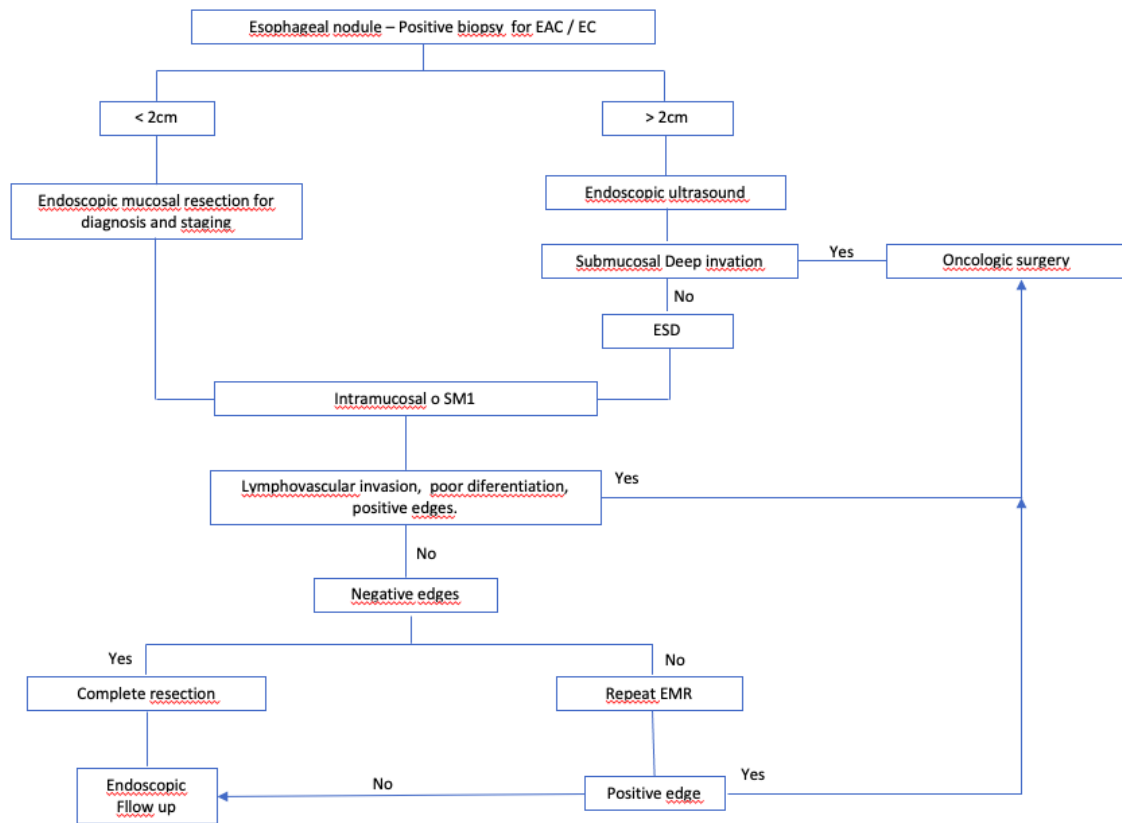 Esophageal nodule – Positive biopsy for EAC / EC
< 2cm
> 2cm
Endoscopic mucosal resection for
diagnosis and staging
Endoscopic ultrasound
Submucosal Deep invation
Yes
Oncologic surgery
No
ESD
Intramucosal o SM1
Lymphovascular invasion, poor diferentiation,
positive edges.
Yes
No
Negative edges
Yes
No
Complete resection
Repeat EMR
Endoscopic
Fllow up
No
Positive edge
Yes